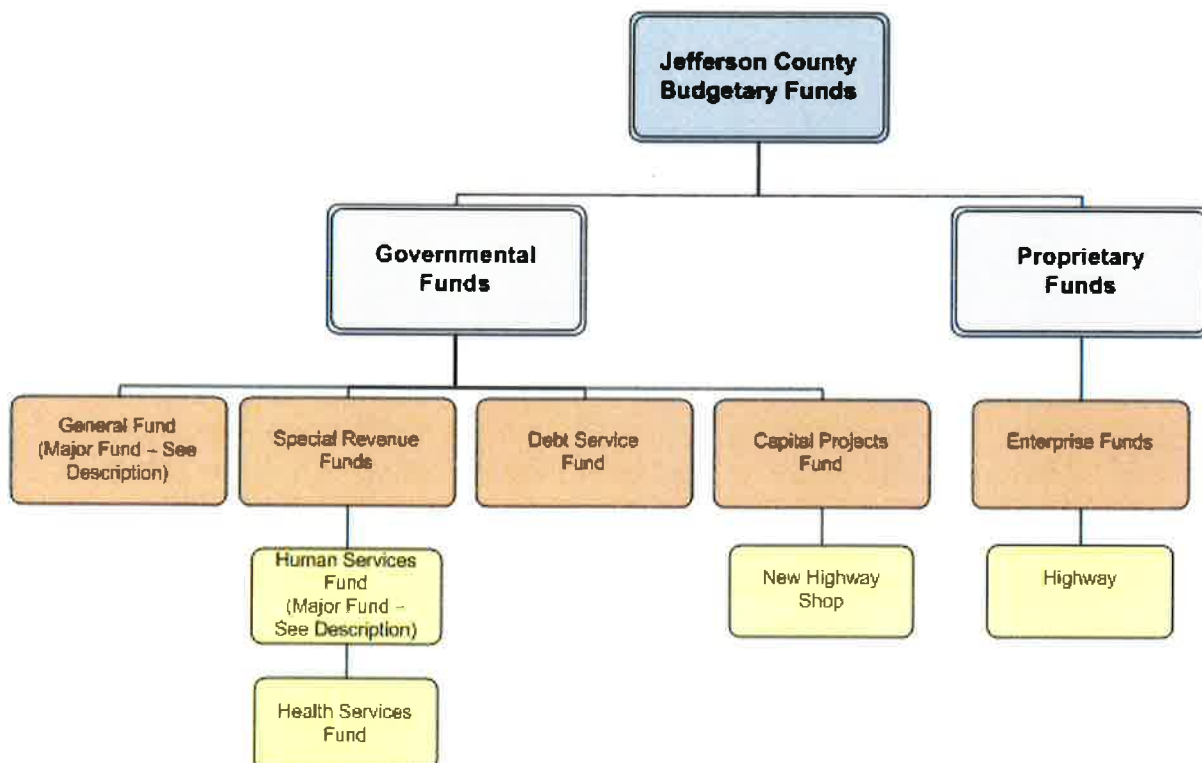 Jefferson County
Budgetary Funds
Governmental
Funds
Proprietary
Funds
General Fund
(Major Fund – See
Description)
Special Revenue
Funds
Debt Service
Fund
Capital Projects
Fund
Enterprise Funds
Human Services
Fund
(Major Fund –
See Description)
New Highway
Shop
Highway
Health Services
Fund